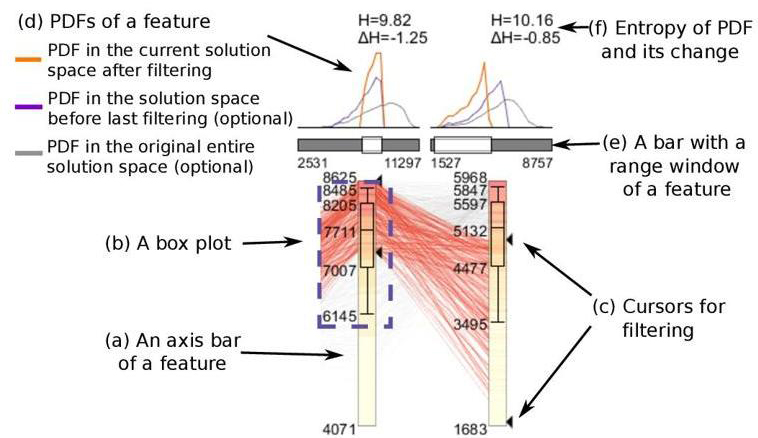 (d) PDFs of a feature
PDF in the current solution
space after filtering
PDF in the solution space
before last filtering (optional)
PDF in the original entire
solution space (optional)
H=9.82
ΔH=-1.25
H=10.16
ΔH=-0.85
(f) Entropy of PDF
and its change
2531
11297
1527
8757
(e) A bar with a
range window
of a feature
8625
8485
8205
7711
7007
6145
4071
5968
5847
5597
5132
4477
3495
1683
(b) A box plot
(a) An axis bar
of a feature
(c) Cursors for
filtering